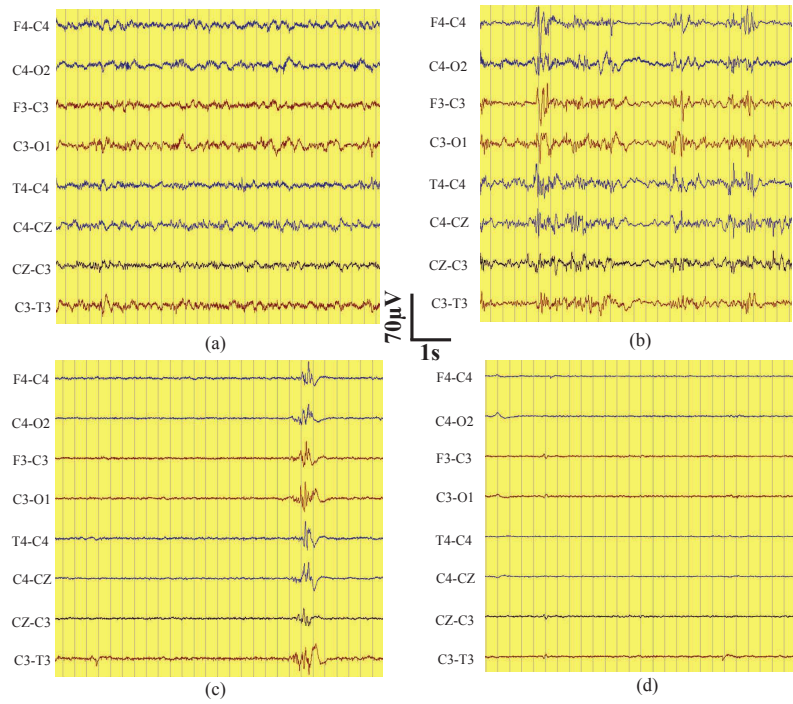 F4-C4
C4-O2
F3-C3
C3-O1
T4-C4
C4-CZ
CZ-C3
C3-T3
(a)
F4-C4
C4-O2
F3-C3
C3-O1
T4-C4
C4-CZ
CZ-C3
C3-T3
(b)
70μV
1s
F4-C4
C4-O2
F3-C3
C3-O1
T4-C4
C4-CZ
CZ-C3
C3-T3
(c)
F4-C4
C4-O2
F3-C3
C3-O1
T4-C4
C4-CZ
CZ-C3
C3-T3
(d)